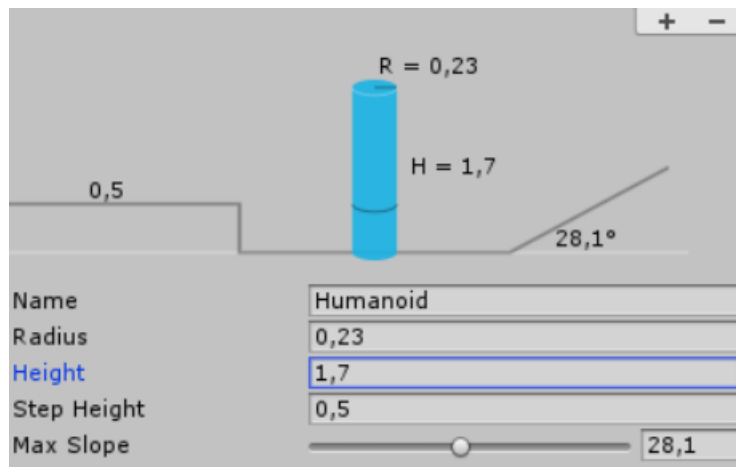 + −
R = 0,23
H = 1,7
0,5
28,1°
Name Humanoid
Radius 0,23
Height 1,7
Step Height 0,5
Max Slope 28,1